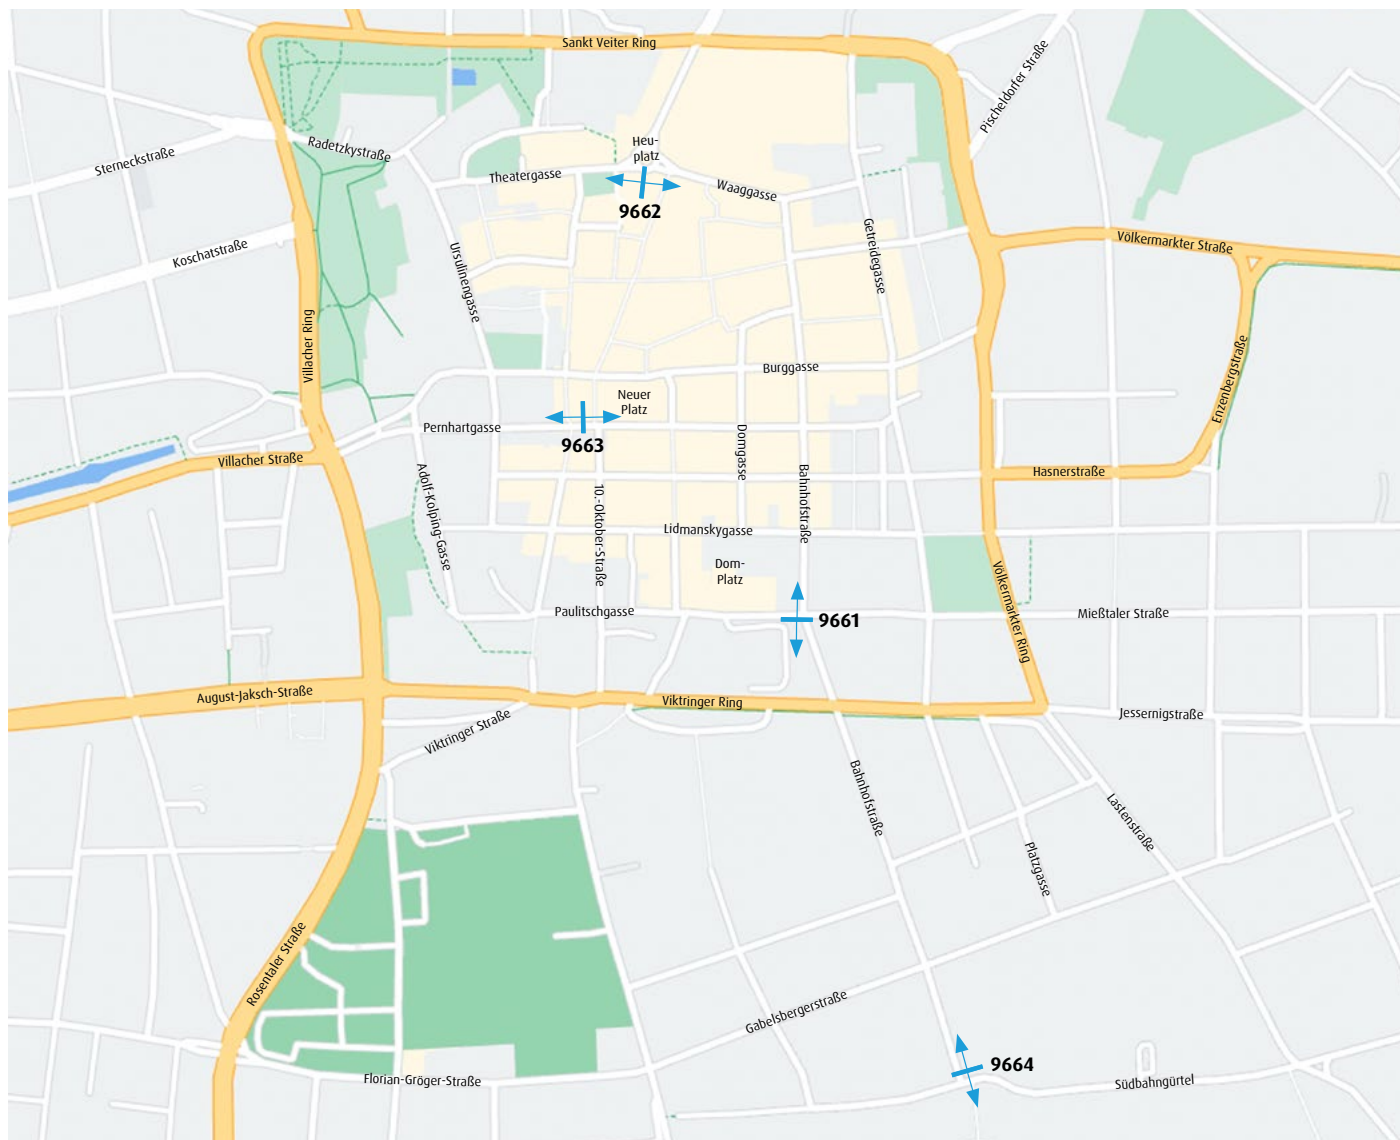 Sankt Veiter Ring
Pischeldorfer Straße
Heu-
platz
Radetzkystraße
Sterneckstraße
Theatergasse
Waaggasse
9662
Koschatstraße
Ursulinengasse
Getreidegasse
Völkermarkter Straße
Villacher Ring
Burggasse
Enzenbergstraße
Neuer
Platz
Pernhartgasse
9663
Domgasse
Villacher Straße
Hasnerstraße
Adolf-Kolping-Gasse
10.-Oktober-Straße
Bahnhofstraße
Lidmanskygasse
Dom-
Platz
Völkermarkter Ring
Paulitschgasse
9661
Mießtaler Straße
August-Jaksch-Straße
Viktringer Ring
Jessernigstraße
Viktringer Straße
Bahnhofstraße
Lastenstraße
Platzgasse
Rosentaler Straße
Gabelsbergerstraße
9664
Florian-Gröger-Straße
Südbahngürtel